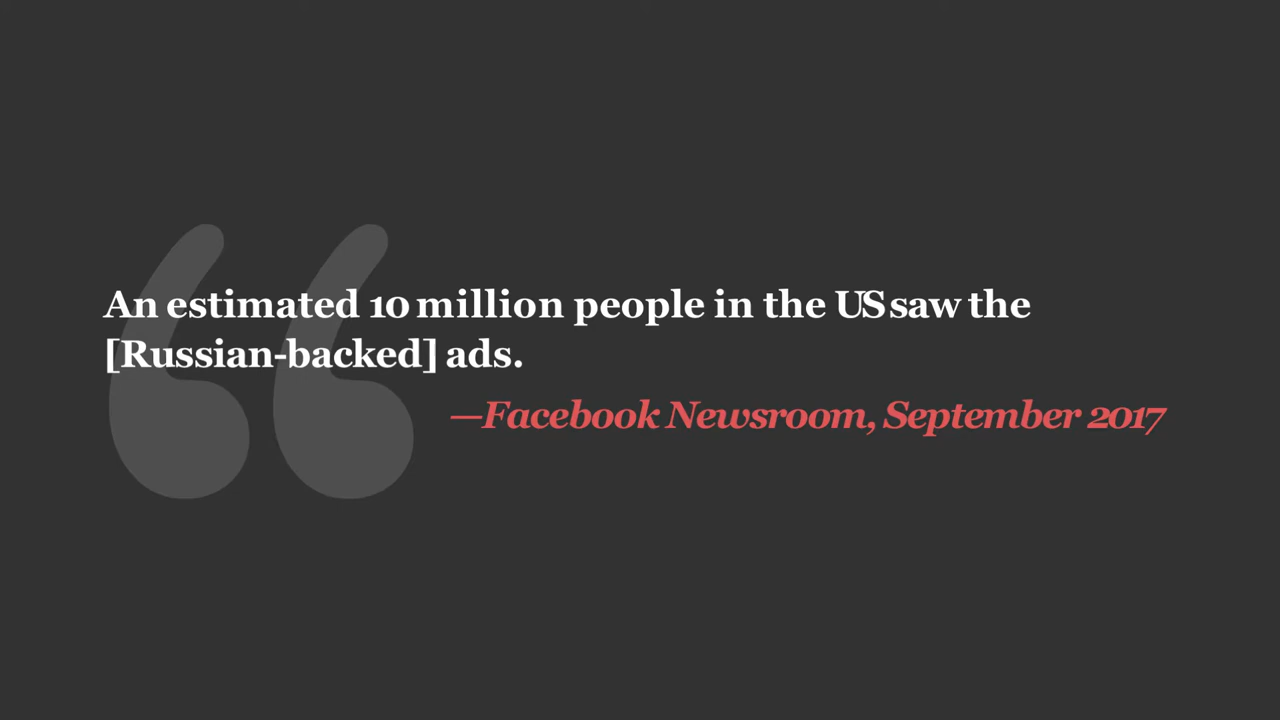 An estimated 10 million people in the US saw the
[Russian-backed] ads.
—Facebook Newsroom, September 2017